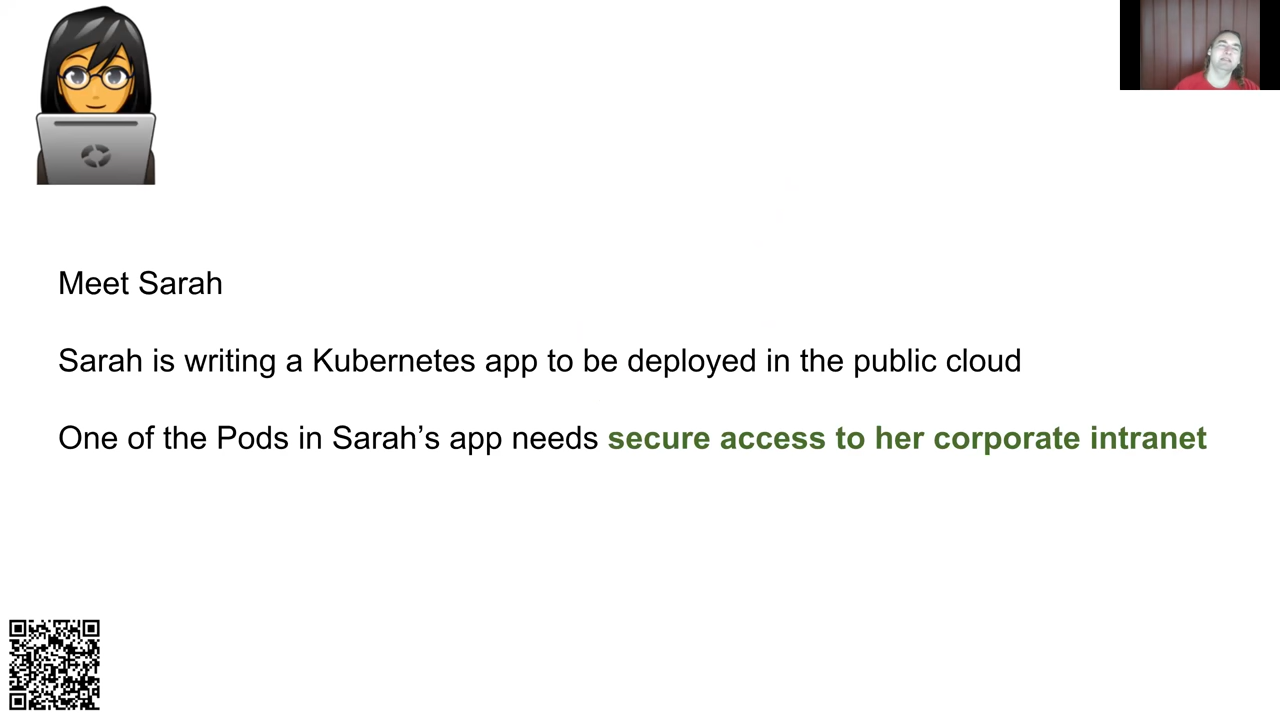 Meet Sarah
Sarah is writing a Kubernetes app to be deployed in the public cloud
One of the Pods in Sarah’s app needs secure access to her corporate intranet